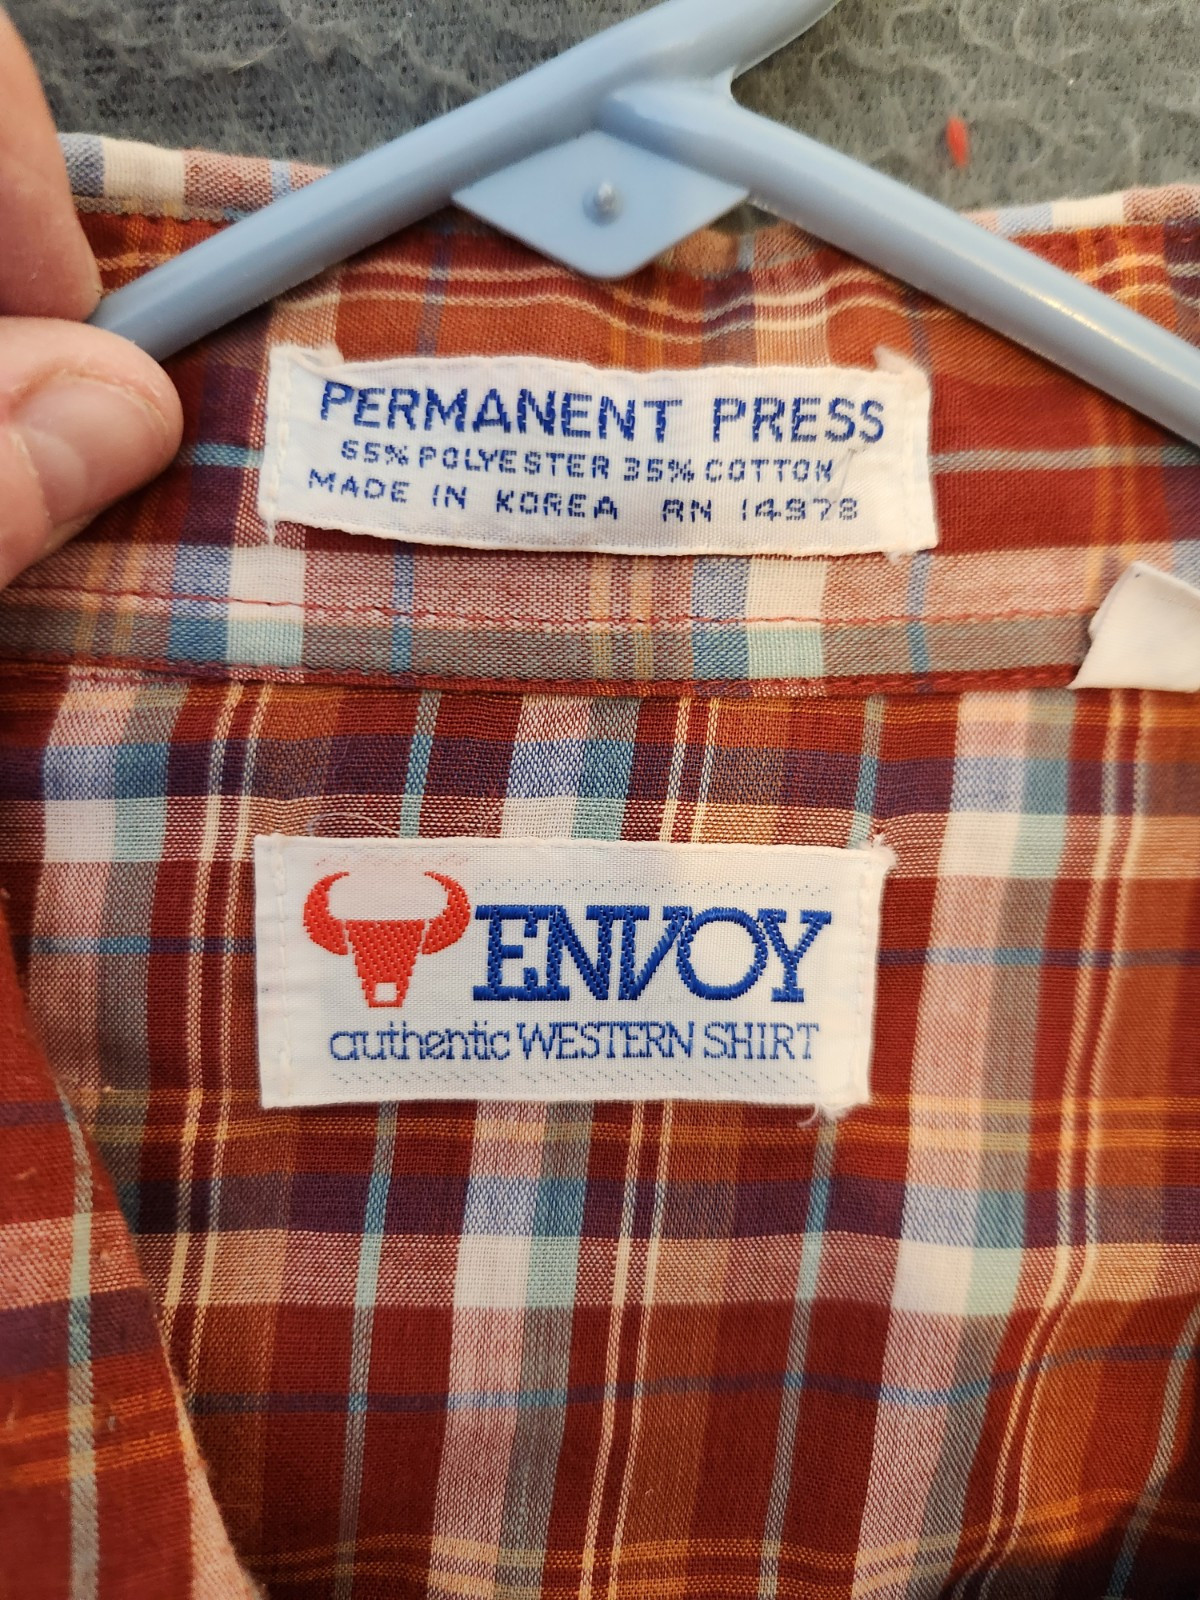 PERMANENT PRESS
65% POLYESTER 35% COTTON
MADE IN KOREA RN 14978
ENVOY
authentic WESTERN SHIRT